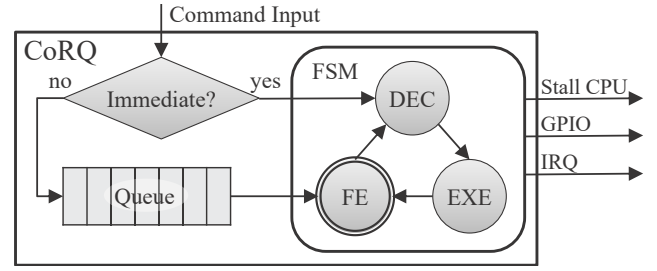 Command Input
CoRQ
no
yes
Immediate?
FSM
DEC
Stall CPU
GPIO
IRQ
Queue
FE
EXE